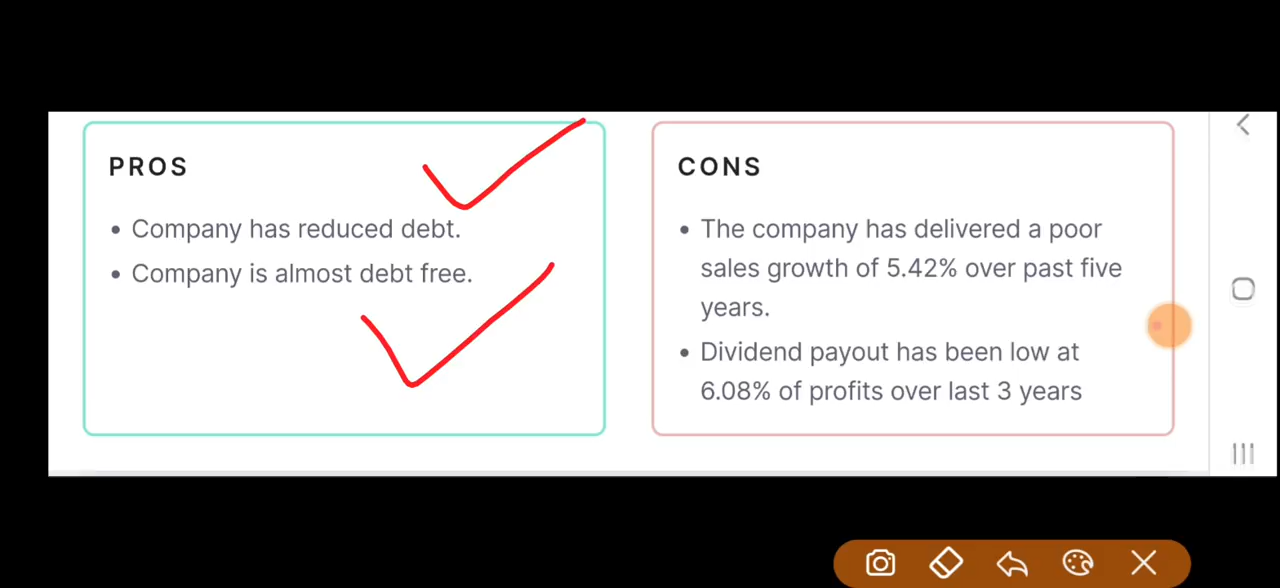 PROS
• Company has reduced debt.
• Company is almost debt free.
CONS
• The company has delivered a poor
sales growth of 5.42% over past five
years.
• Dividend payout has been low at
6.08% of profits over last 3 years